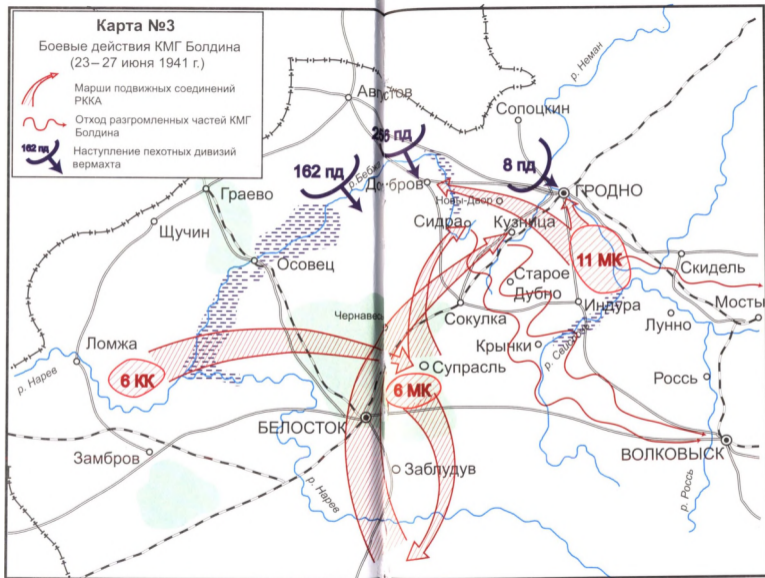 Карта №3
Боевые действия КМГ Болдина
(23–27 июня 1941 г.)
Марши подвижных соединений
РККА
Отход разгромленных частей КМГ
Болдина
162 пд
Наступление пехотных дивизий
вермахта
р. Неман
Августов
Сопоцкин
256 пд
162 пд
р.Бебжа
8 пд
Домбров
Граево
Новы-Двор
ГРОДНО
Щучин
Сидра
Кузница
Осовец
11 МК
Скидель
Старое
Дубно
Индура
Мосты
Чернавес
Сокулка
Лунно
Ломжа
Крынки
р. Нарев
6 КК
Супрасль
Россь
6 МК
БЕЛОСТОК
ВОЛКОВЫСК
Замбров
Заблудув
р. Нарев
р. Россь